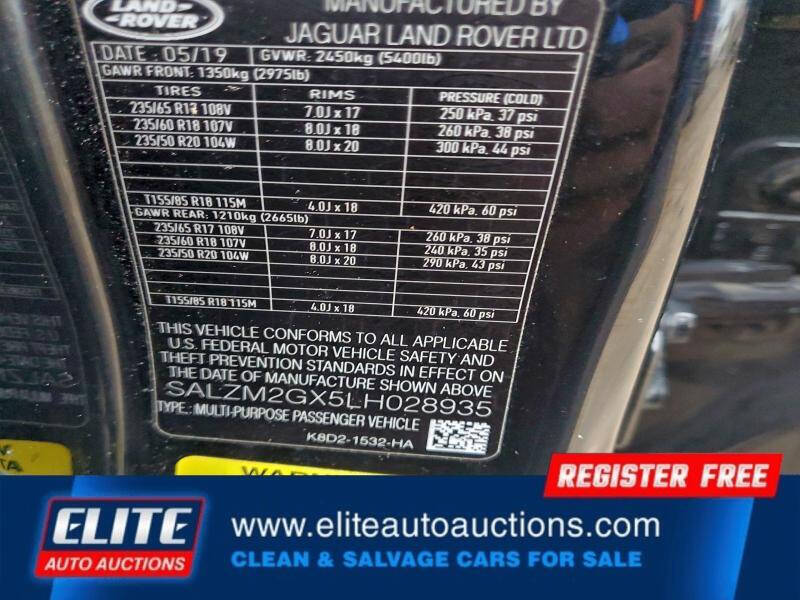 LAND-
ROVER
MANUFACTURED BY
JAGUAR LAND ROVER LTD
DATE : 05/19 GVWR: 2450kg (5400lb)
GAWR FRONT: 1350kg (2975lb)
TIRES RIMS PRESSURE (COLD)
235/65 R17 108V 7.0J x 17 250 kPa, 37 psi
235/60 R18 107V 8.0J x 18 260 kPa, 38 psi
235/50 R20 104W 8.0J x 20 300 kPa, 44 psi
T155/85 R18 115M 4.0J x 18 420 kPa, 60 psi
GAWR REAR: 1210kg (2665lb)
235/65 R17 108V 7.0J x 17 260 kPa, 38 psi
235/60 R18 107V 8.0J x 18 240 kPa, 35 psi
235/50 R20 104W 8.0J x 20 290 kPa, 43 psi
T155/85 R18 115M 4.0J x 18 420 kPa, 60 psi
THIS VEHICLE CONFORMS TO ALL APPLICABLE
U.S. FEDERAL MOTOR VEHICLE SAFETY AND
THEFT PREVENTION STANDARDS IN EFFECT ON
THE DATE OF MANUFACTURE SHOWN ABOVE
SALZM2GX5LH028935
TYPE.: MULTI-PURPOSE PASSENGER VEHICLE
K8D2-1532-HA
REGISTER FREE
ELITE
AUTO AUCTIONS
www.eliteautoauctions.com
CLEAN & SALVAGE CARS FOR SALE